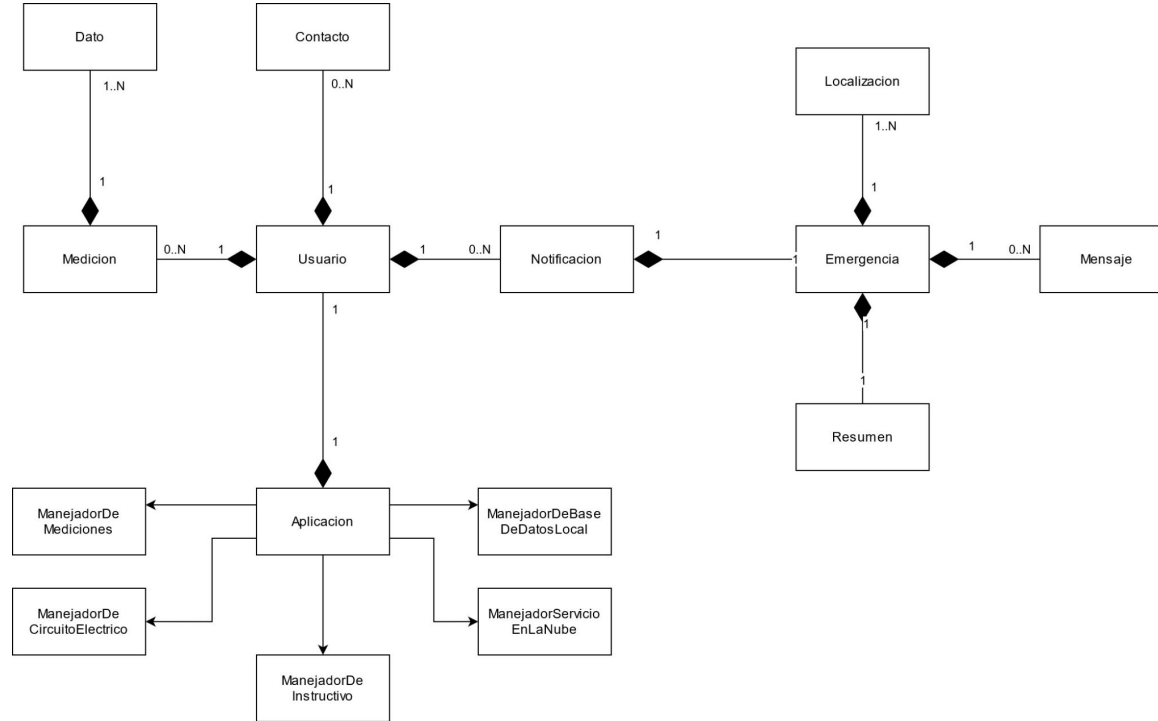 Dato
Contacto
1..N
0..N
Localizacion
1..N
1
1
1
Medicion
0..N
1
Usuario
1
0..N
Notificacion
1
1
Emergencia
1
0..N
Mensaje
1
1
1
Resumen
1
ManejadorDe
Mediciones
Aplicacion
ManejadorDeBase
DeDatosLocal
ManejadorDe
CircuitoElectrico
ManejadorServicio
EnLaNube
ManejadorDe
Instructivo